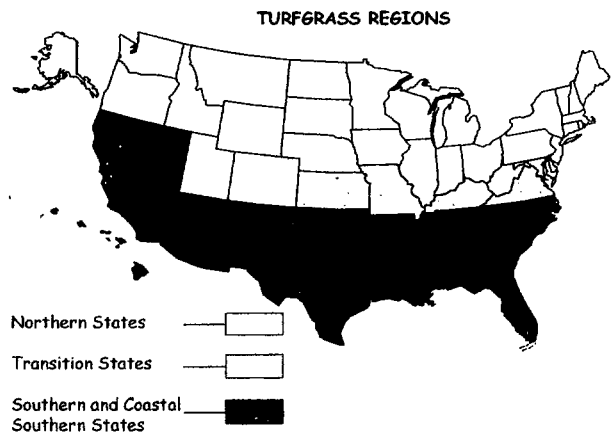 TURFGRASS REGIONS
Northern States
Transition States
Southern and Coastal
Southern States